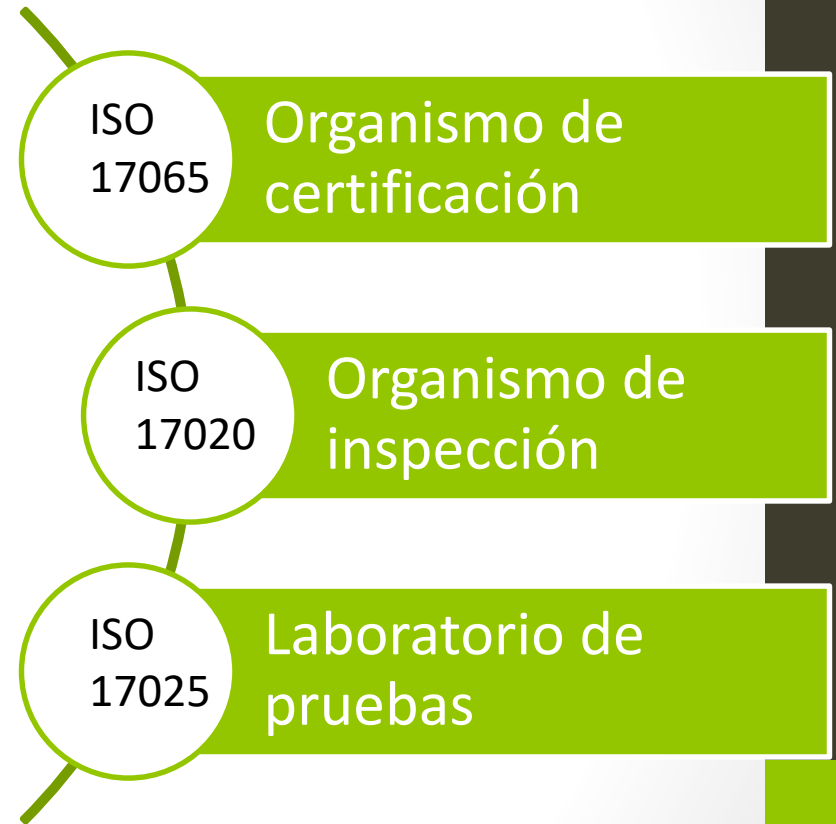 ISO
17065
Organismo de
certificación
ISO
17020
Organismo de
inspección
ISO
17025
Laboratorio de
pruebas